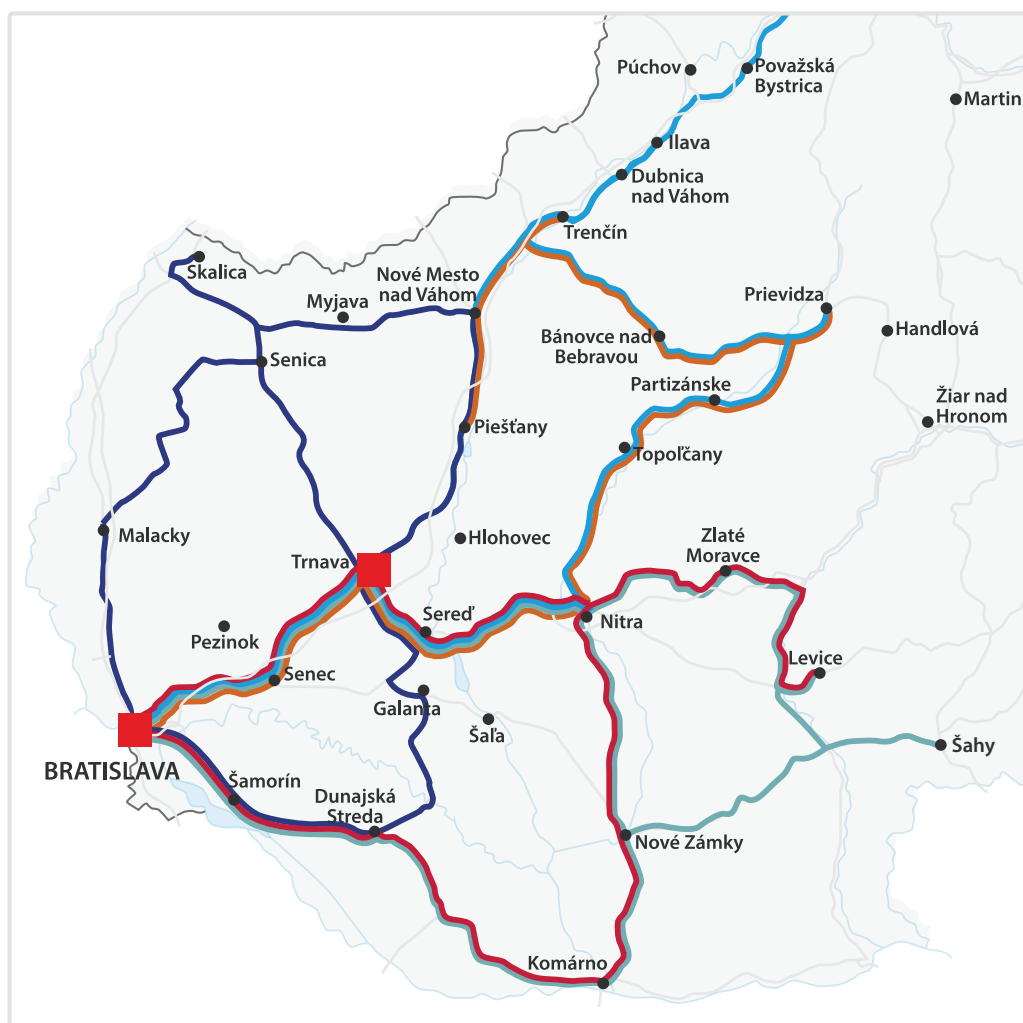 Púchov
Považská
Bystrica
Martin
Ilava
Dubnica
nad Váhom
Trenčín
Skalica
Nové Mesto
nad Váhom
Myjava
Prievidza
Handlová
Bánovce nad
Bebravou
Senica
Partizánske
Žiar nad
Hronom
Piešťany
Topoľčany
Malacky
Hlohovec
Zlaté
Moravce
Trnava
Sereď
Nitra
Pezinok
Levice
Senec
Galanta
Šaľa
Šahy
BRATISLAVA
Šamorín
Dunajská
Streda
Nové Zámky
Komárno